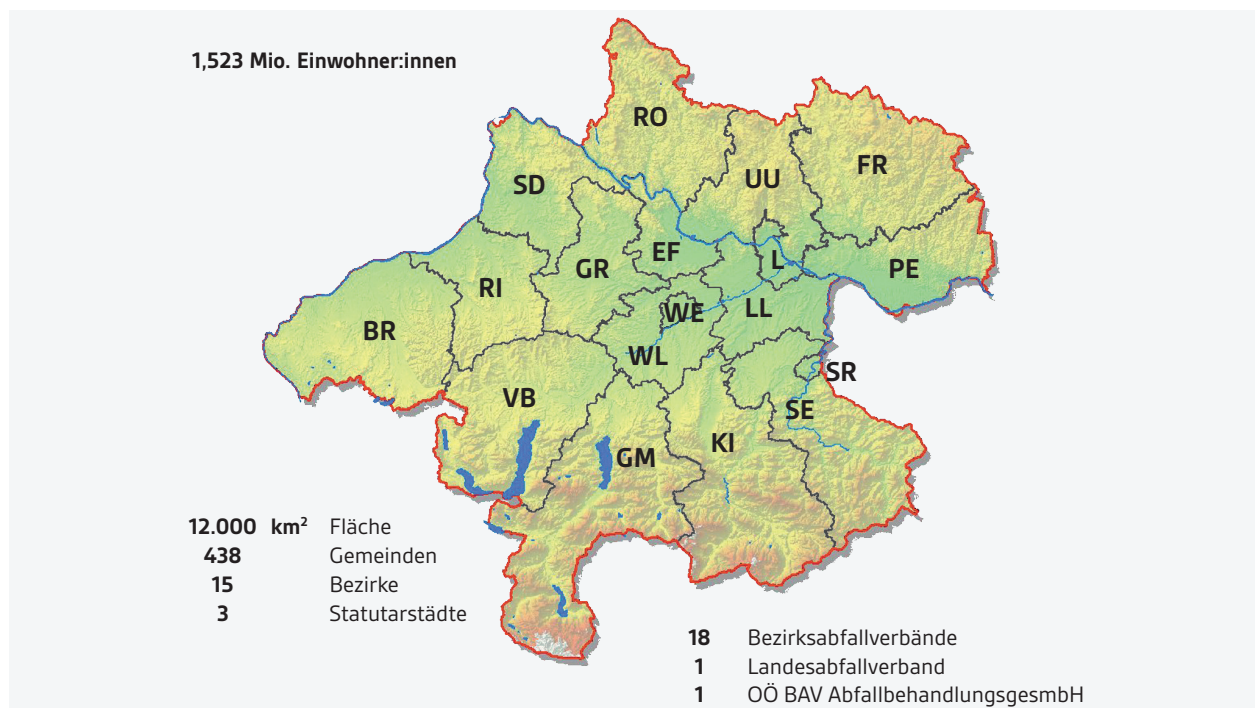 1,523 Mio. Einwohner:innen
RO
FR
UU
SD
EF
L
GR
PE
RI
WE
LL
BR
WL
SR
VB
SE
KI
GM
12.000 km² Fläche
438 Gemeinden
15 Bezirke
3 Statutarstädte
18 Bezirksabfallverbände
1 Landesabfallverband
1 OÖ BAV AbfallbehandlungsgesmbH